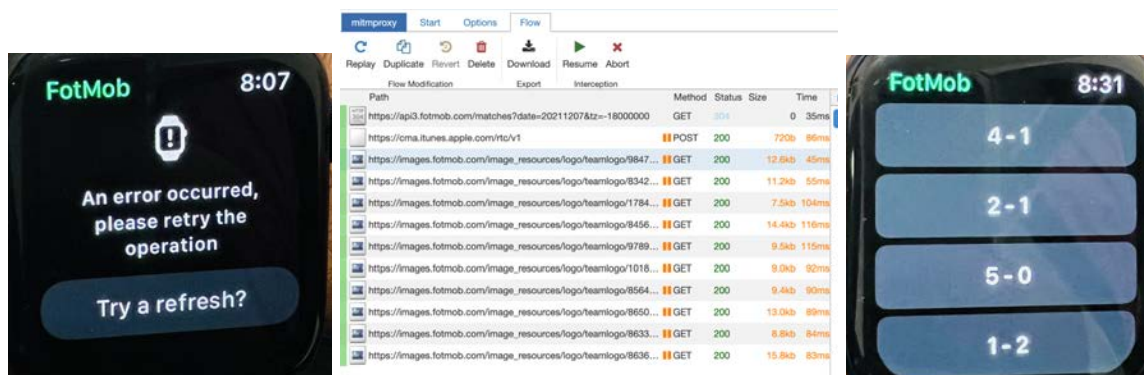 FotMob 8:07
An error occurred,
please retry the
operation
Try a refresh?
mitmproxy Start Options Flow
Replay Duplicate Revert Delete Download Resume Abort
Flow Modification Export Interception
Path Method Status Size Time
https://api3.fotmob.com/matches?date=20211207&tz=-18000000 GET 304 0 35ms
https://cma.itunes.apple.com/rtc/v1 POST 200 720b 86ms
https://images.fotmob.com/image_resources/logo/teamlogo/9847... GET 200 12.6kb 45ms
https://images.fotmob.com/image_resources/logo/teamlogo/8342... GET 200 11.2kb 55ms
https://images.fotmob.com/image_resources/logo/teamlogo/1784... GET 200 7.5kb 104ms
https://images.fotmob.com/image_resources/logo/teamlogo/8456... GET 200 14.4kb 116ms
https://images.fotmob.com/image_resources/logo/teamlogo/9789... GET 200 9.5kb 115ms
https://images.fotmob.com/image_resources/logo/teamlogo/1018... GET 200 9.0kb 92ms
https://images.fotmob.com/image_resources/logo/teamlogo/8564... GET 200 9.4kb 90ms
https://images.fotmob.com/image_resources/logo/teamlogo/8650... GET 200 13.0kb 89ms
https://images.fotmob.com/image_resources/logo/teamlogo/8633... GET 200 8.8kb 84ms
https://images.fotmob.com/image_resources/logo/teamlogo/8636... GET 200 15.8kb 83ms
FotMob 8:31
4-1
2-1
5-0
1-2